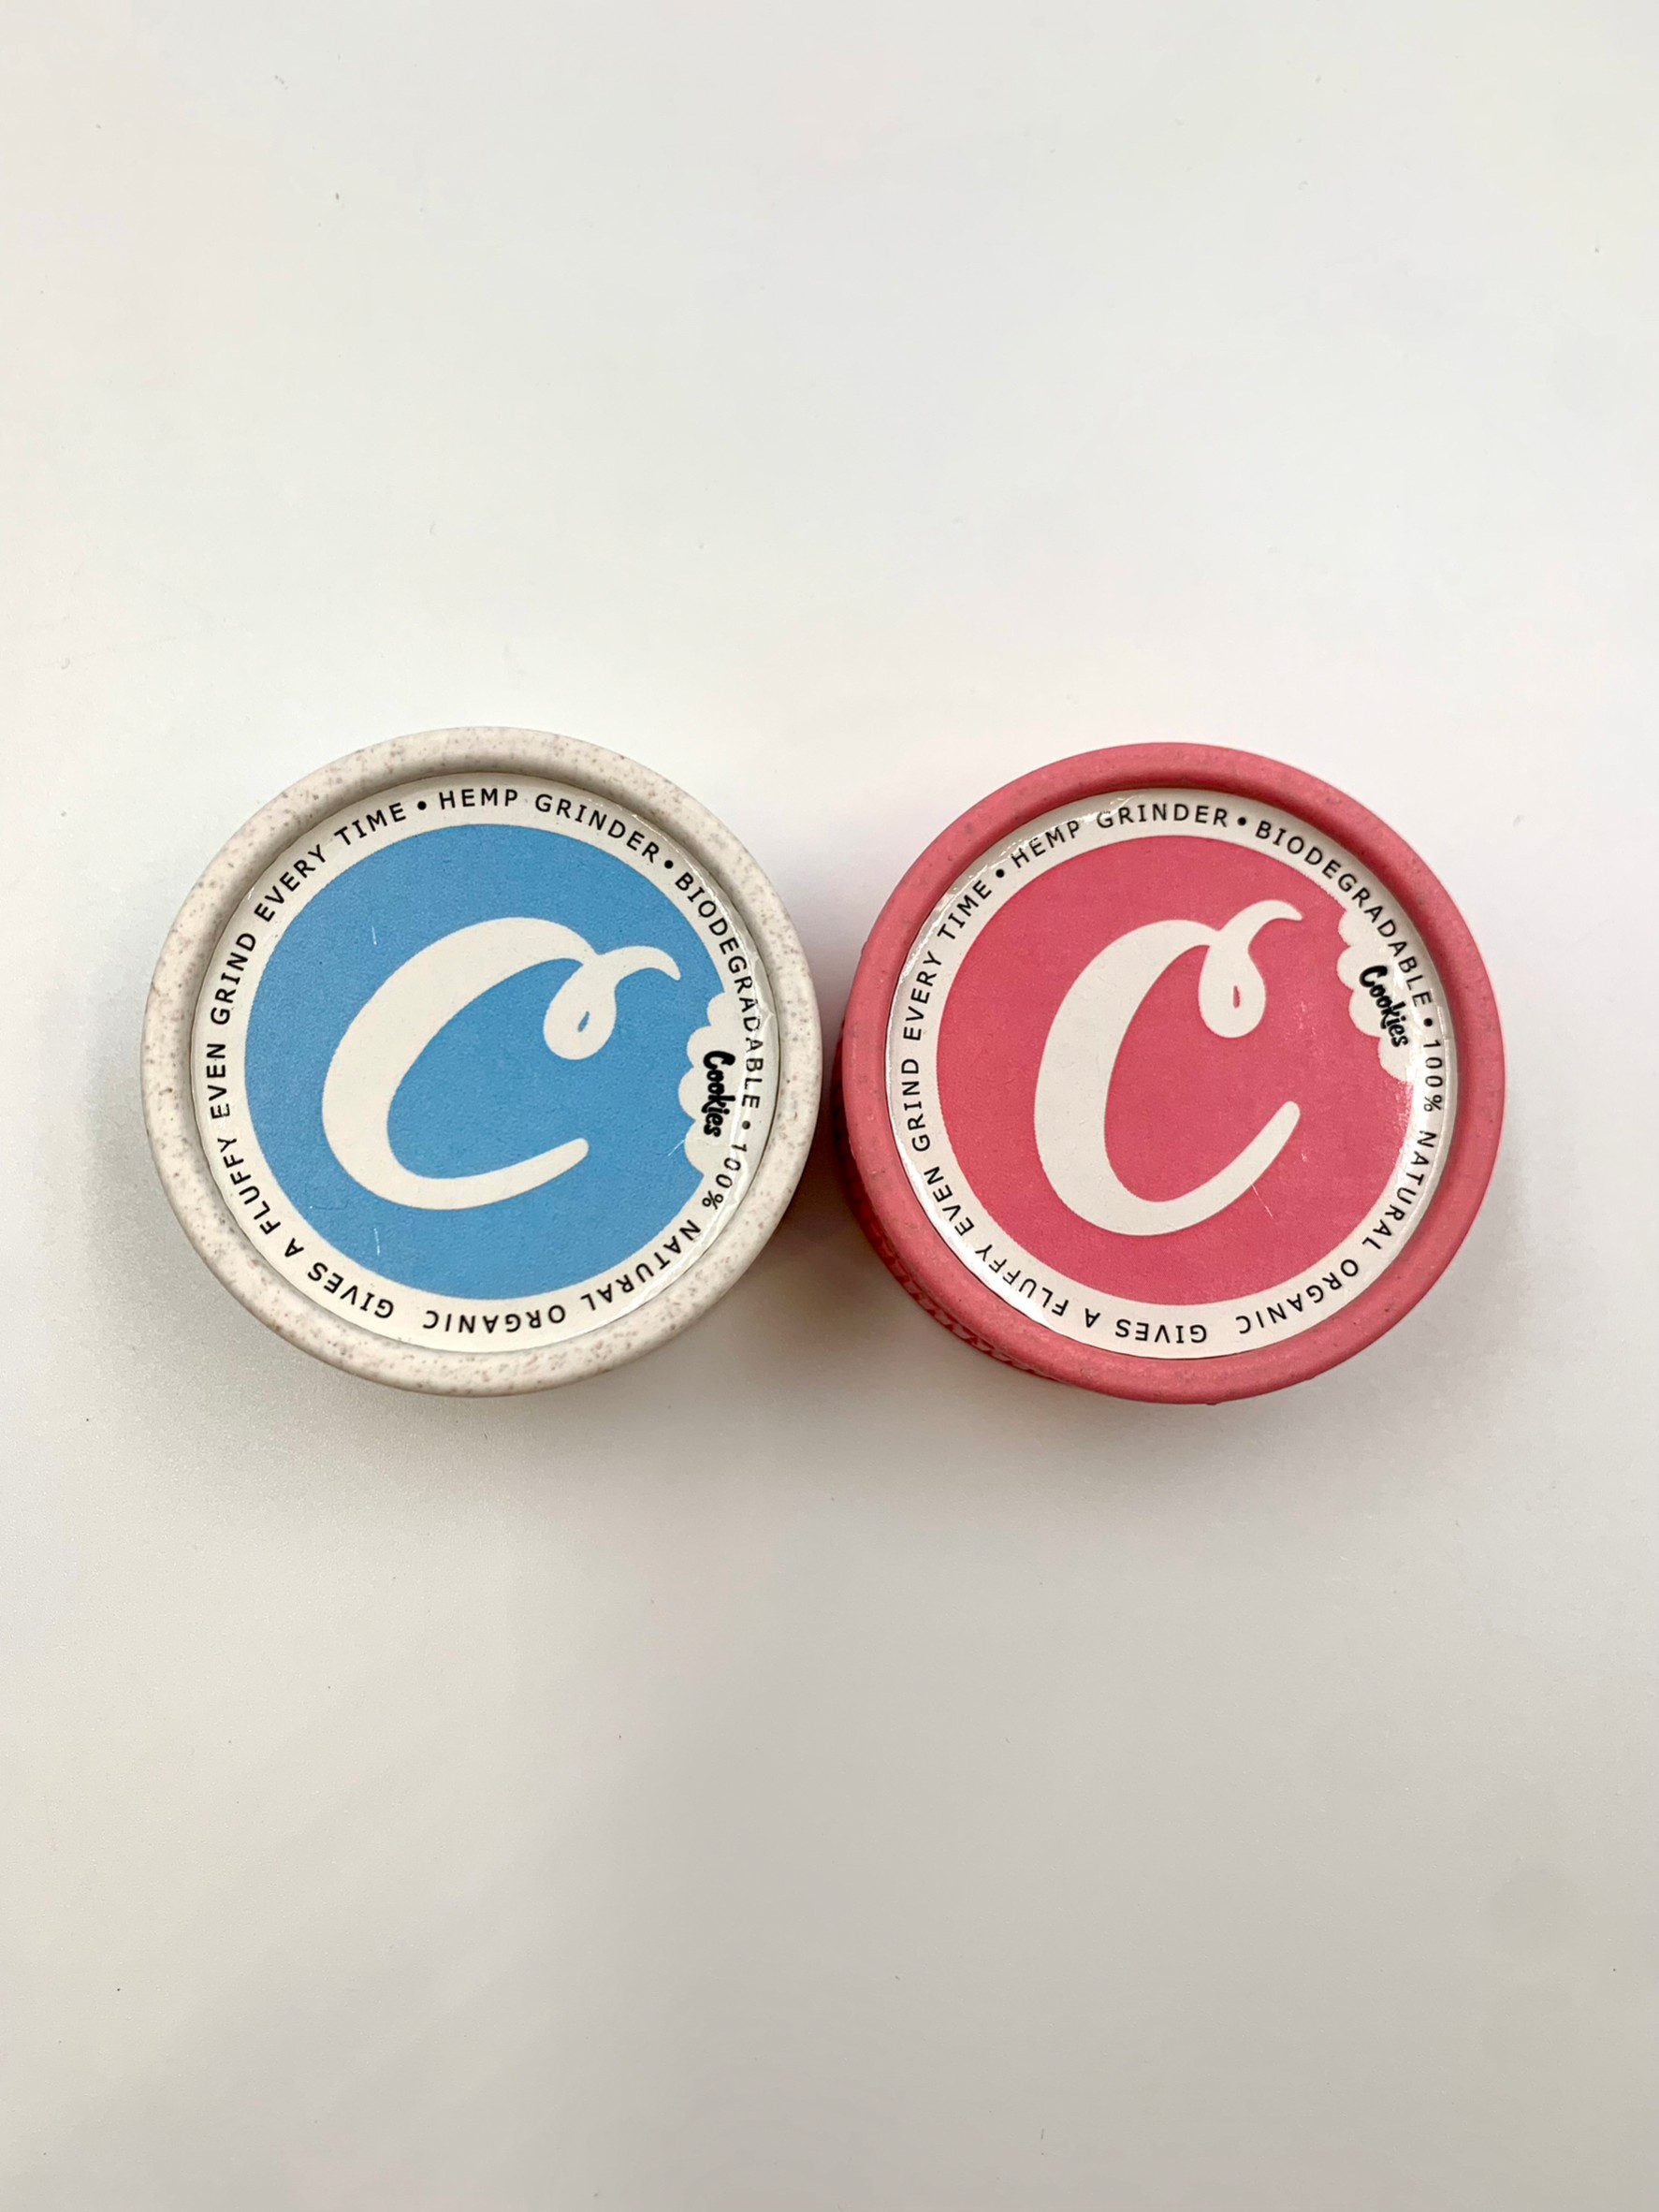 HEMP GRINDER • BIODEGRADABLE • 100% NATURAL ORGANIC GIVES A FLUFFY EVEN GRIND EVERY TIME •
C
Cookies
HEMP GRINDER • BIODEGRADABLE • 100% NATURAL ORGANIC GIVES A FLUFFY EVEN GRIND EVERY TIME •
C
Cookies